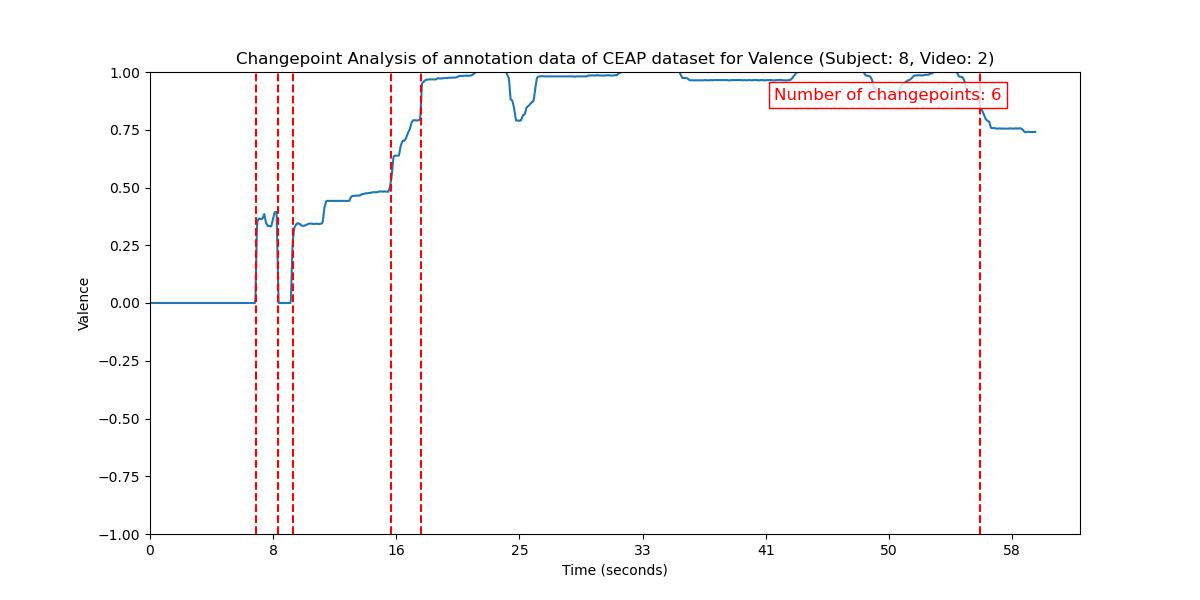 Changepoint Analysis of annotation data of CEAP dataset for Valence (Subject: 8, Video: 2)
1.00
Number of changepoints: 6
0.75
0.50
0.25
0.00
−0.25
−0.50
−0.75
−1.00
Valence
0 8 16 25 33 41 50 58
Time (seconds)